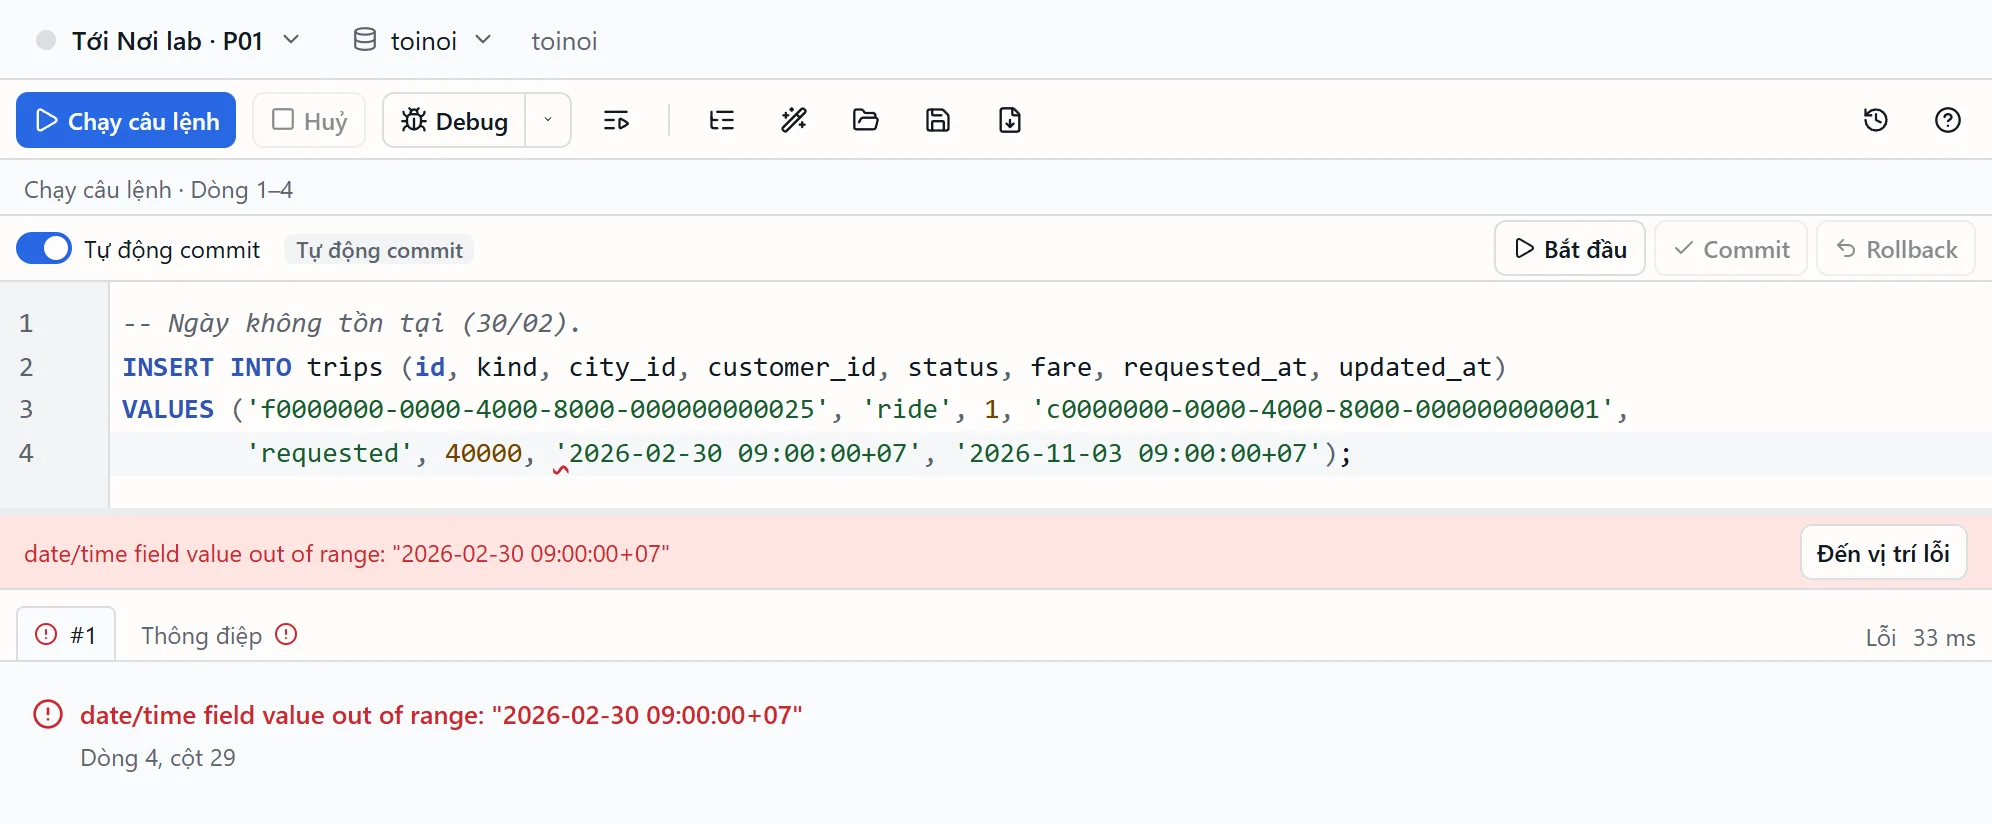 Tới Nơi lab · P01 toinoi toinoi
Chạy câu lệnh Huỷ Debug
Chạy câu lệnh · Dòng 1–4
Tự động commit Tự động commit Bắt đầu Commit Rollback
1 -- Ngày không tồn tại (30/02).
2 INSERT INTO trips (id, kind, city_id, customer_id, status, fare, requested_at, updated_at)
3 VALUES ('f0000000-0000-4000-8000-000000000025', 'ride', 1, 'c0000000-0000-4000-8000-000000000001',
4 'requested', 40000, '2026-02-30 09:00:00+07', '2026-11-03 09:00:00+07');
date/time field value out of range: "2026-02-30 09:00:00+07" Đến vị trí lỗi
#1 Thông điệp Lỗi 33 ms
date/time field value out of range: "2026-02-30 09:00:00+07"
Dòng 4, cột 29